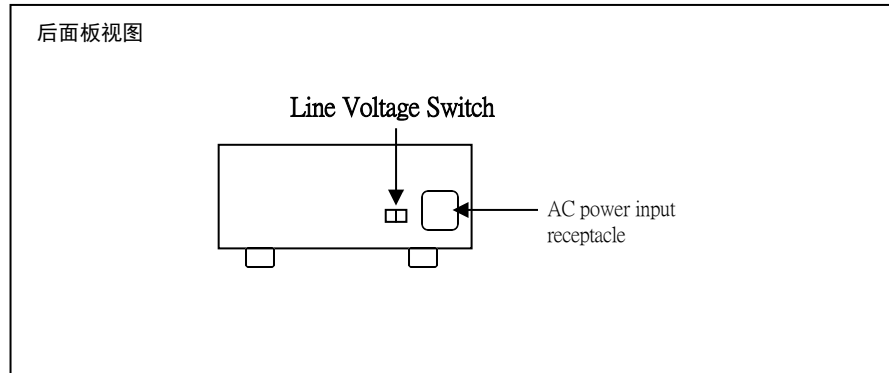 后面板视图
Line Voltage Switch
AC power input
receptacle